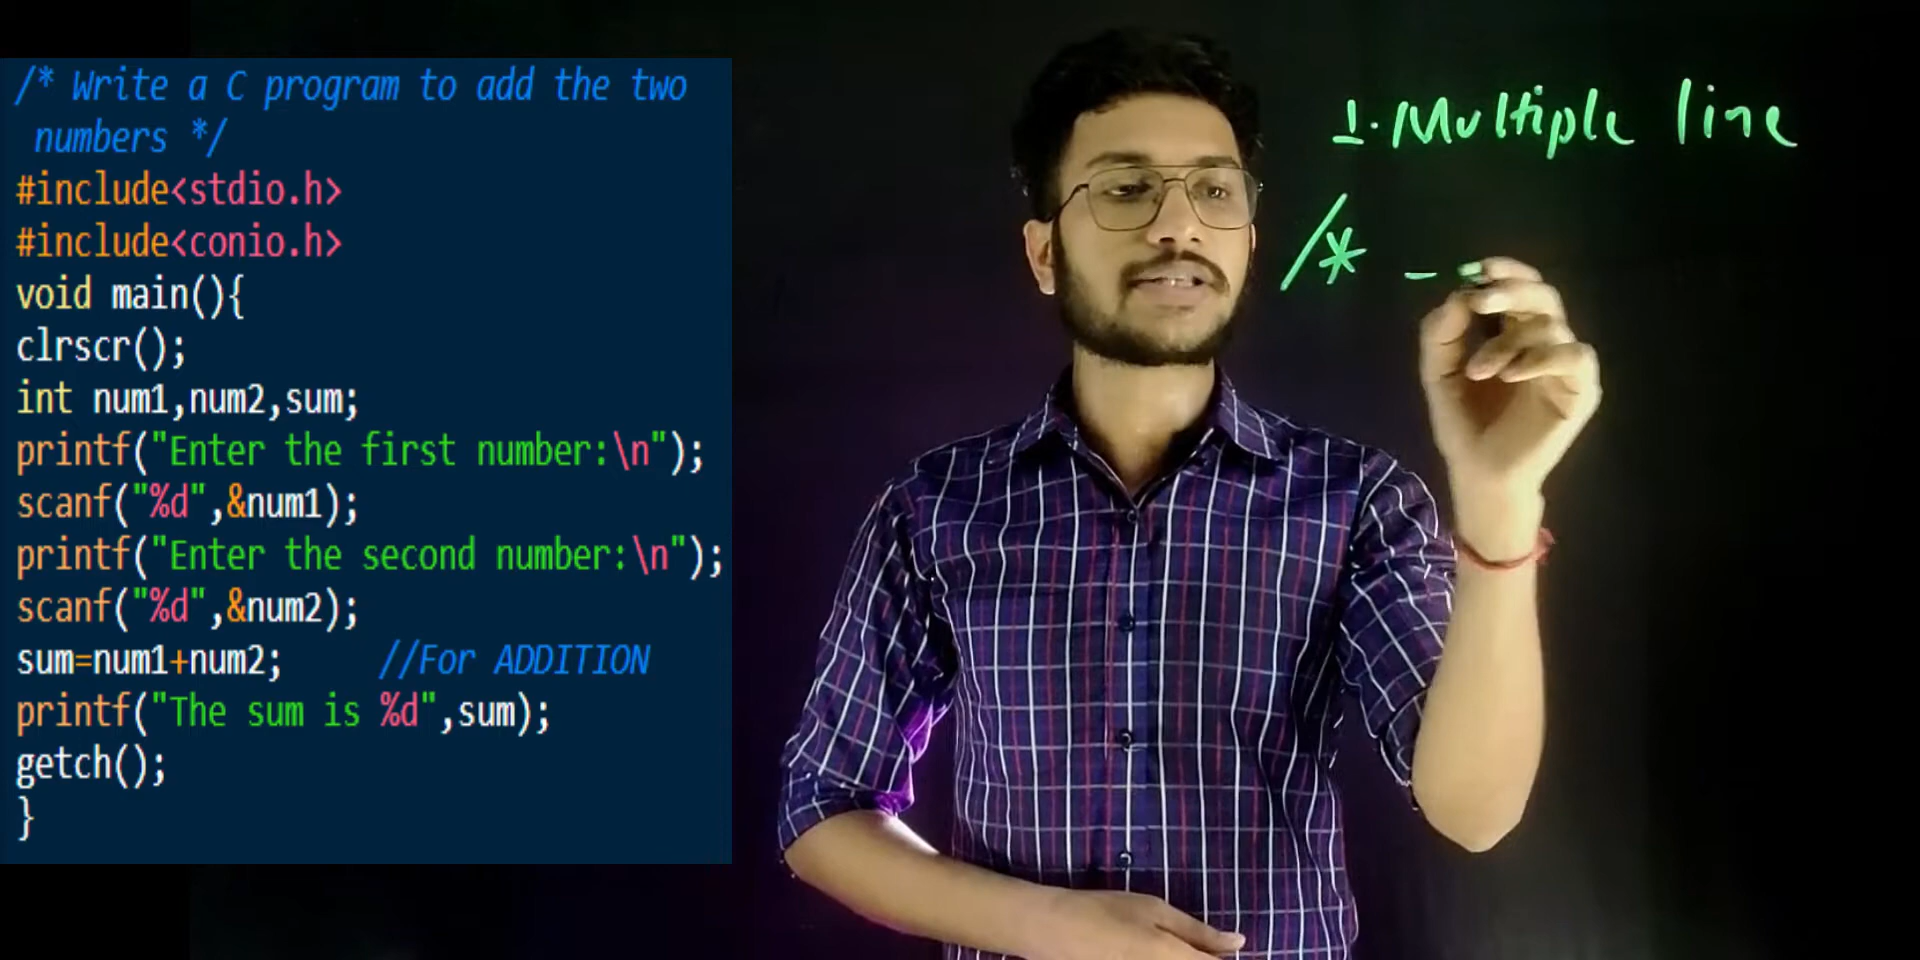 /* Write a C program to add the two
numbers */
#include<stdio.h>
#include<conio.h>
void main(){
clrscr();
int num1,num2,sum;
printf("Enter the first number:\n");
scanf("%d",&num1);
printf("Enter the second number:\n");
scanf("%d",&num2);
sum=num1+num2; //For ADDITION
printf("The sum is %d",sum);
getch();
}
1. Multiple line
/* -